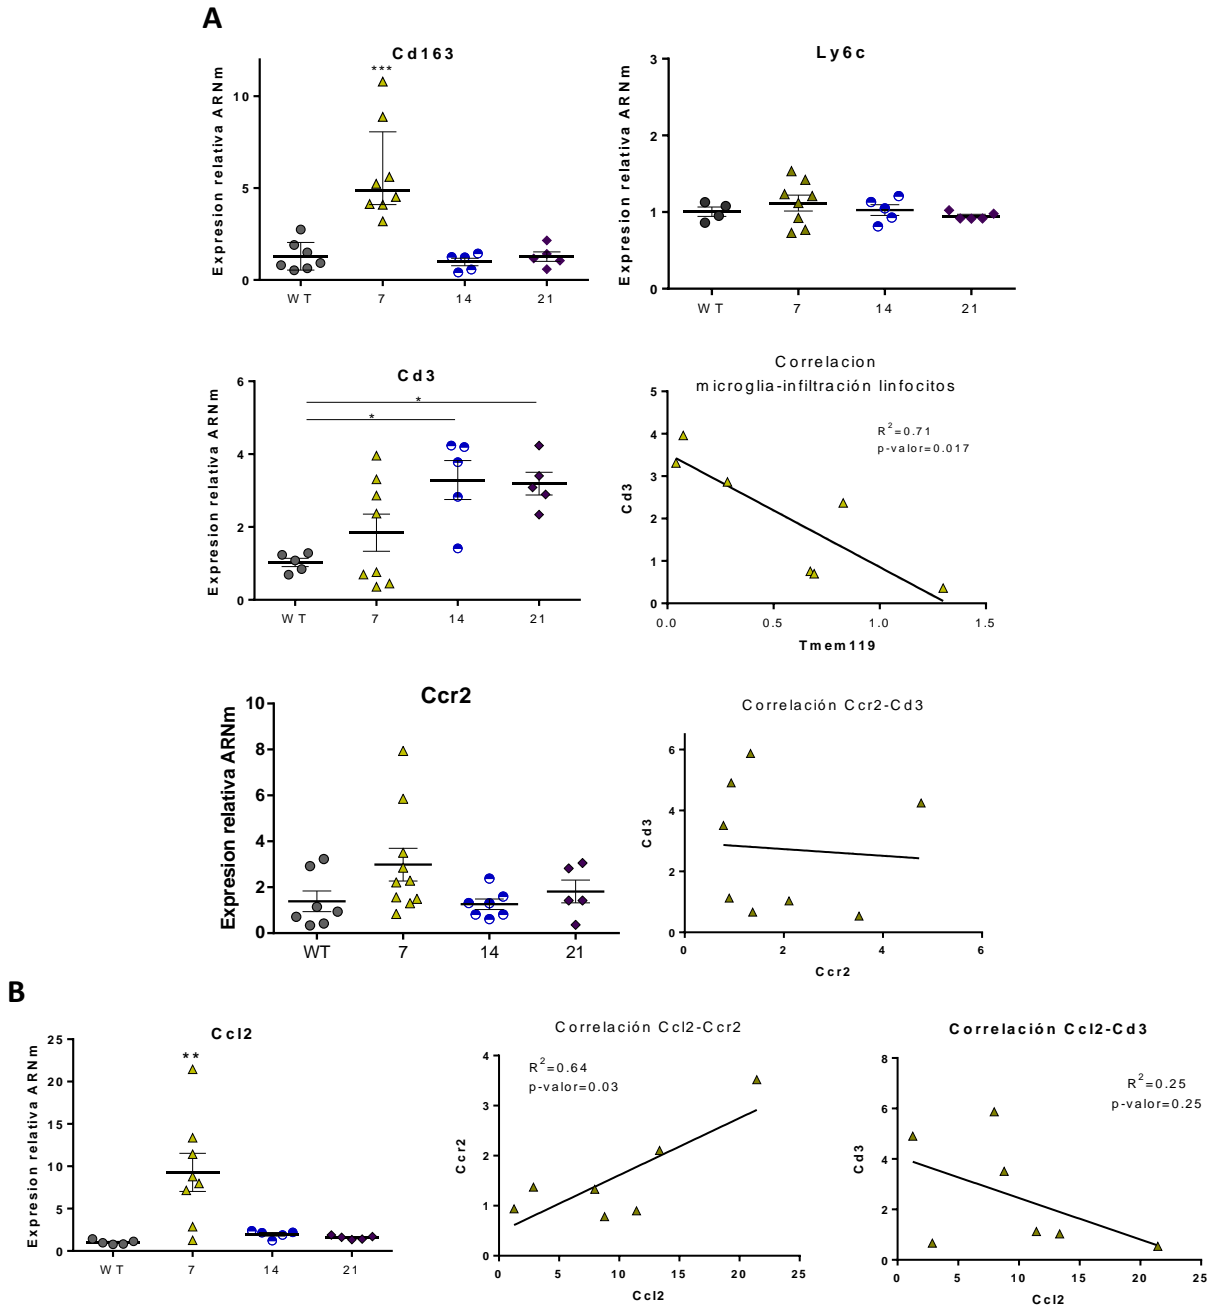 A
Cd163
***
Expresion relativa ARNm
10
5
0
WT 7 14 21
Ly6c
Expresion relativa ARNm
3
2
1
0
WT 7 14 21
Cd3
*
*
Expresion relativa ARNm
6
4
2
0
WT 7 14 21
Correlacion
microglia-infiltración linfocitos
R²=0.71
p-valor=0.017
Cd3
5
4
3
2
1
0
0.0 0.5 1.0 1.5
Tmem119
Ccr2
Expresion relativa ARNm
10
8
6
4
2
0
WT 7 14 21
Correlación Ccr2-Cd3
Cd3
6
4
2
0
0 2 4 6
Ccr2
B
Ccl2
**
Expresion relativa ARNm
25
20
15
10
5
0
WT 7 14 21
Correlación Ccl2-Ccr2
R²=0.64
p-valor=0.03
Ccr2
4
3
2
1
0
0 5 10 15 20 25
Ccl2
Correlación Ccl2-Cd3
R²=0.25
p-valor=0.25
Cd3
8
6
4
2
0
0 5 10 15 20 25
Ccl2